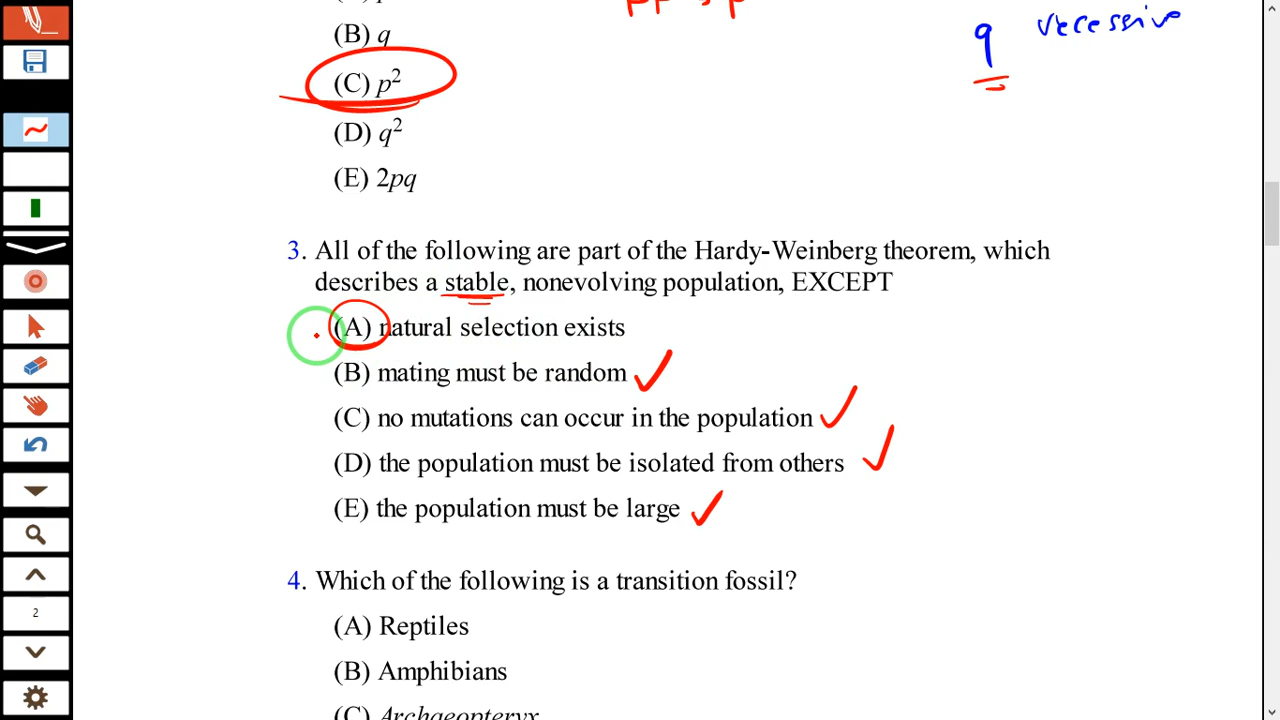 (B) q
q recessive
(C) p²
(D) q²
(E) 2pq
3. All of the following are part of the Hardy-Weinberg theorem, which
describes a stable, nonevolving population, EXCEPT
(A) natural selection exists
(B) mating must be random
(C) no mutations can occur in the population
(D) the population must be isolated from others
(E) the population must be large
4. Which of the following is a transition fossil?
(A) Reptiles
(B) Amphibians
(C) Archaeopteryx
2